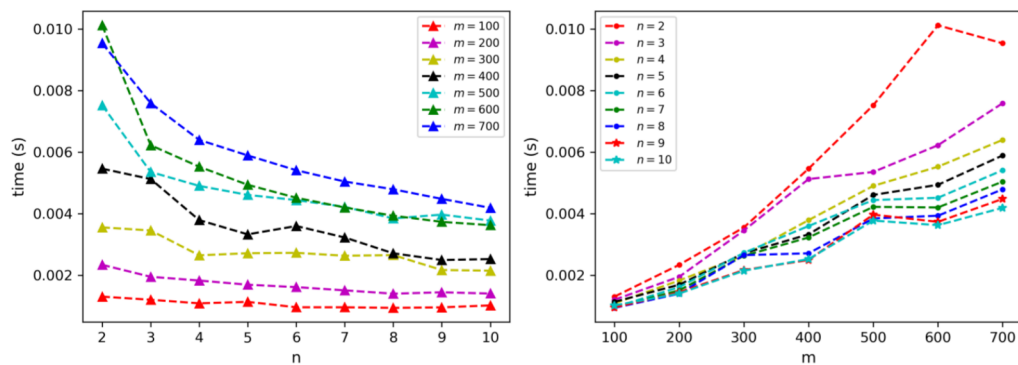 0.010
0.008
0.006
0.004
0.002
time (s)
2 3 4 5 6 7 8 9 10
n
m = 100
m = 200
m = 300
m = 400
m = 500
m = 600
m = 700
0.010
0.008
0.006
0.004
0.002
time (s)
100 200 300 400 500 600 700
m
n = 2
n = 3
n = 4
n = 5
n = 6
n = 7
n = 8
n = 9
n = 10